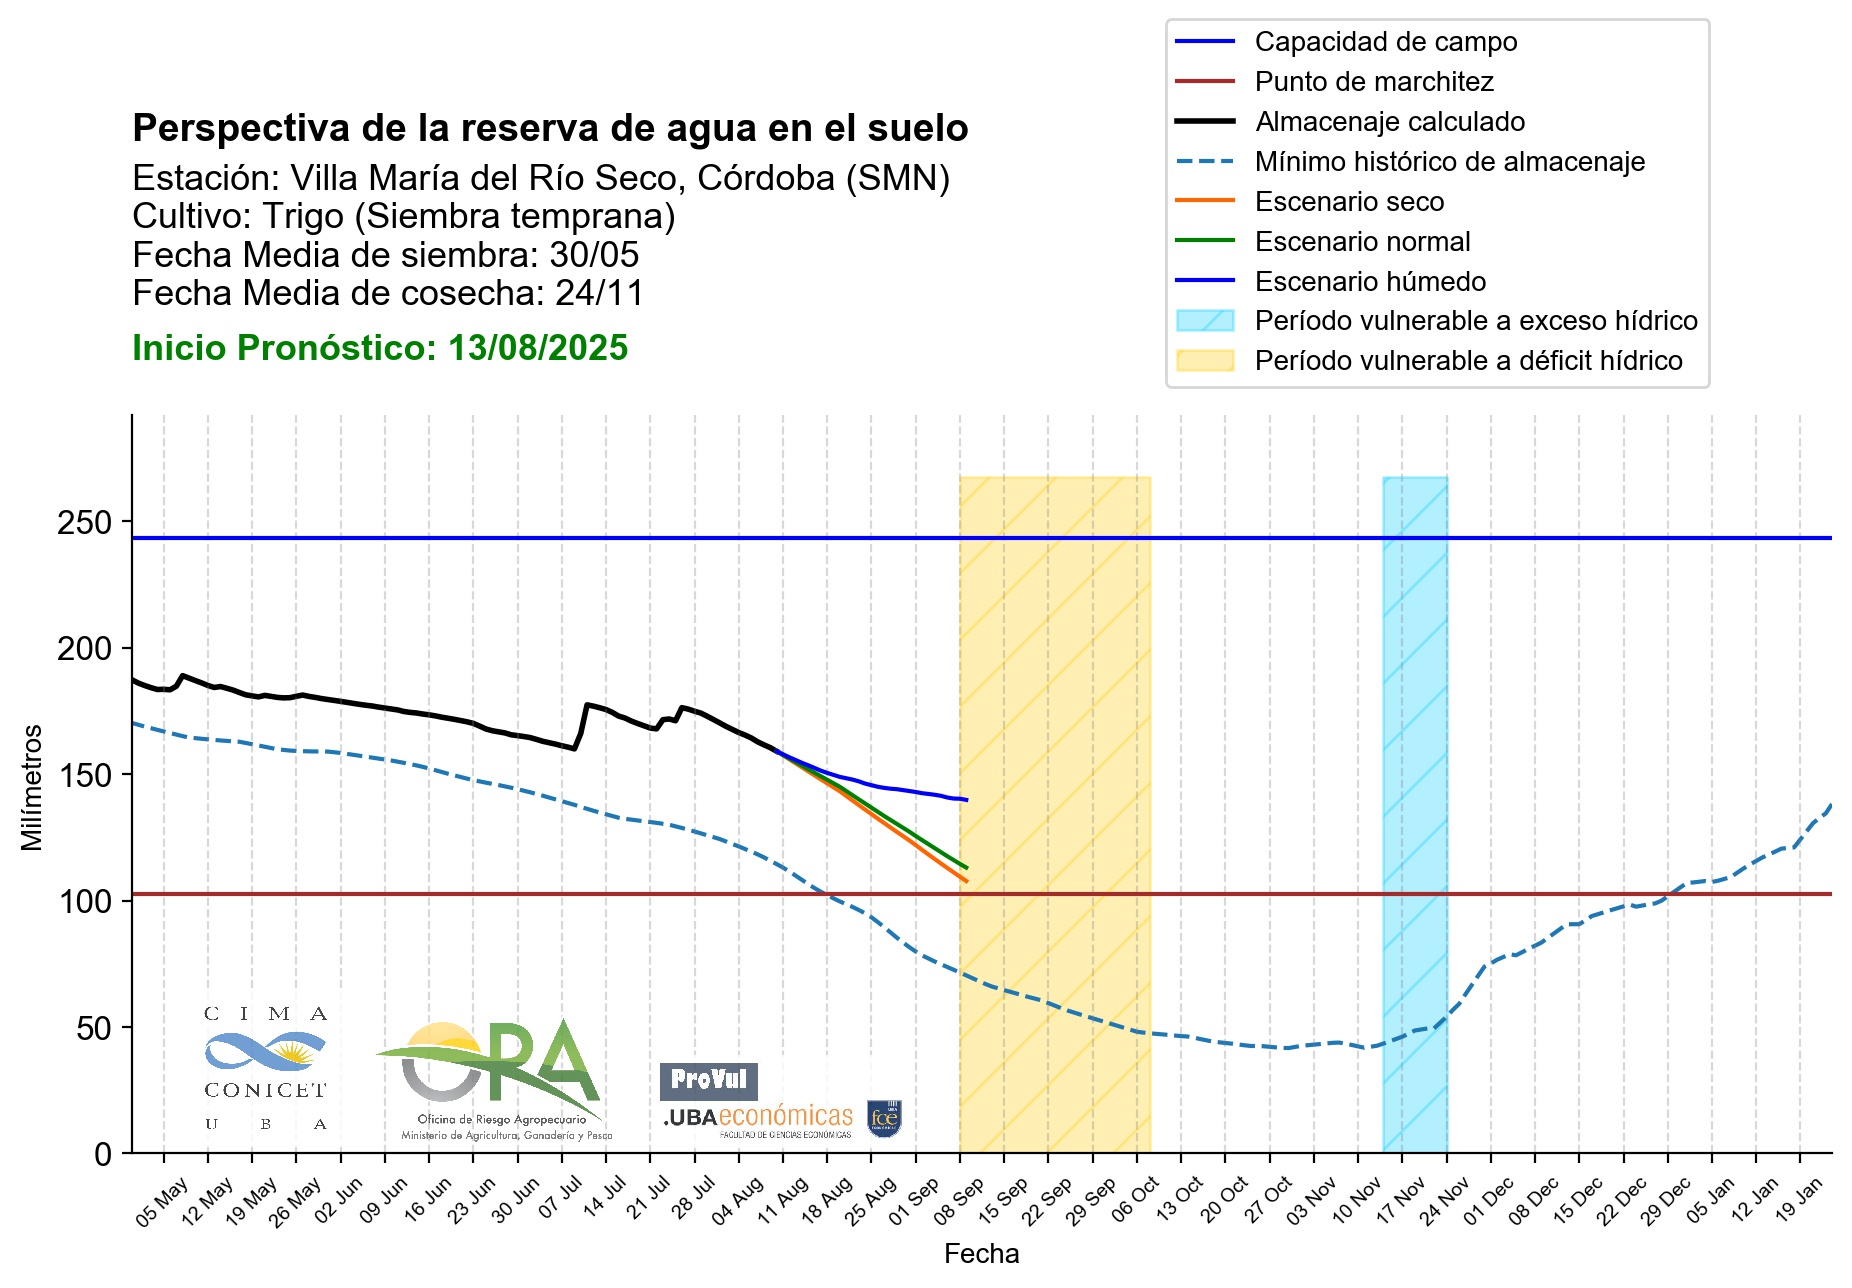 Capacidad de campo
Punto de marchitez
Almacenaje calculado
Mínimo histórico de almacenaje
Escenario seco
Escenario normal
Escenario húmedo
Período vulnerable a exceso hídrico
Período vulnerable a déficit hídrico
Perspectiva de la reserva de agua en el suelo
Estación: Villa María del Río Seco, Córdoba (SMN)
Cultivo: Trigo (Siembra temprana)
Fecha Media de siembra: 30/05
Fecha Media de cosecha: 24/11
Inicio Pronóstico: 13/08/2025
250
200
150
100
50
0
Milímetros
CIMA
CONICET
UBA
ORA
Oficina de Riesgo Agropecuario
Ministerio de Agricultura, Ganadería y Pesca
ProVul
.UBAeconómicas
FACULTAD DE CIENCIAS ECONÓMICAS
fce
05 May
12 May
19 May
26 May
02 Jun
09 Jun
16 Jun
23 Jun
30 Jun
07 Jul
14 Jul
21 Jul
28 Jul
04 Aug
11 Aug
18 Aug
25 Aug
01 Sep
08 Sep
15 Sep
22 Sep
29 Sep
06 Oct
13 Oct
20 Oct
27 Oct
03 Nov
10 Nov
17 Nov
24 Nov
01 Dec
08 Dec
15 Dec
22 Dec
29 Dec
05 Jan
12 Jan
19 Jan
Fecha